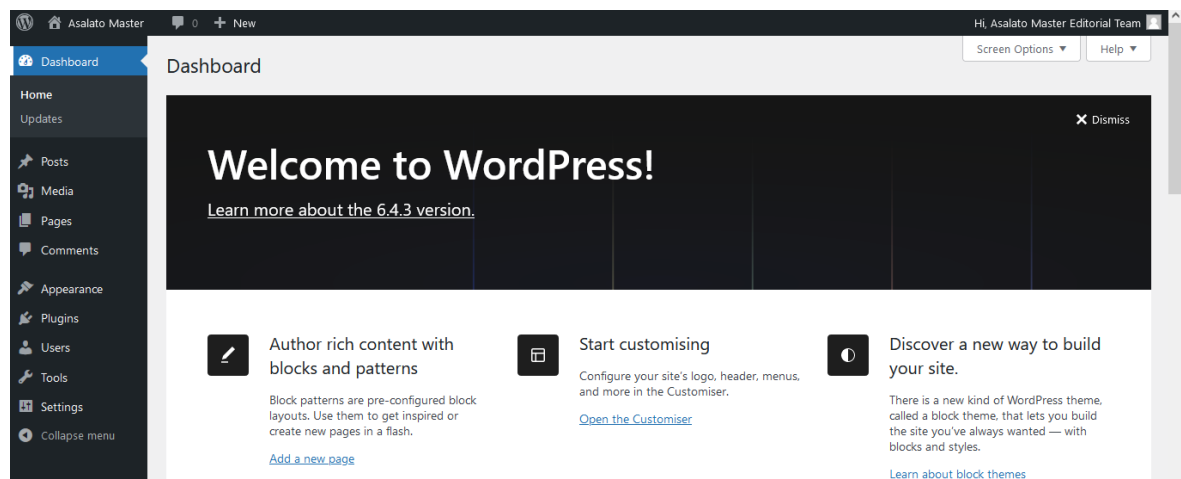 Asalato Master 0 New Hi, Asalato Master Editorial Team
Screen Options Help
Dashboard
Home
Updates
Posts
Media
Pages
Comments
Appearance
Plugins
Users
Tools
Settings
Collapse menu
Dashboard
Dismiss
Welcome to WordPress!
Learn more about the 6.4.3 version.
Author rich content with
blocks and patterns
Block patterns are pre-configured block
layouts. Use them to get inspired or
create new pages in a flash.
Add a new page
Start customising
Configure your site's logo, header, menus,
and more in the Customiser.
Open the Customiser
Discover a new way to build
your site.
There is a new kind of WordPress theme,
called a block theme, that lets you build
the site you've always wanted — with
blocks and styles.
Learn about block themes